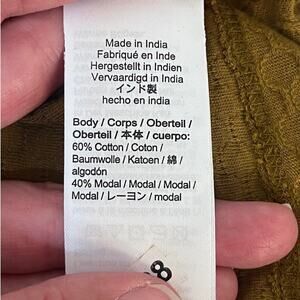 Made in India
Fabriqué en Inde
Hergestellt in Indien
Vervaardigd in India
インド製
hecho en india
Body / Corps / Oberteil /
Oberteil / 本体 / cuerpo:
60% Cotton / Coton /
Baumwolle / Katoen / 綿 /
algodón
40% Modal / Modal / Modal /
Modal / レーヨン / modal
8